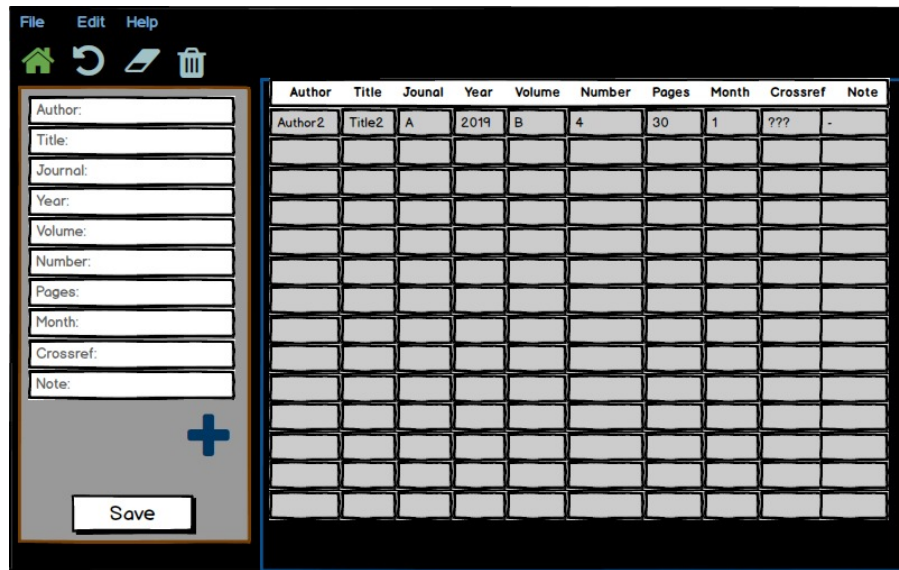 File Edit Help
Author:
Title:
Journal:
Year:
Volume:
Number:
Pages:
Month:
Crossref:
Note:
Save
Author Title Jounal Year Volume Number Pages Month Crossref Note
Author2 Title2 A 2019 B 4 30 1 ??? -